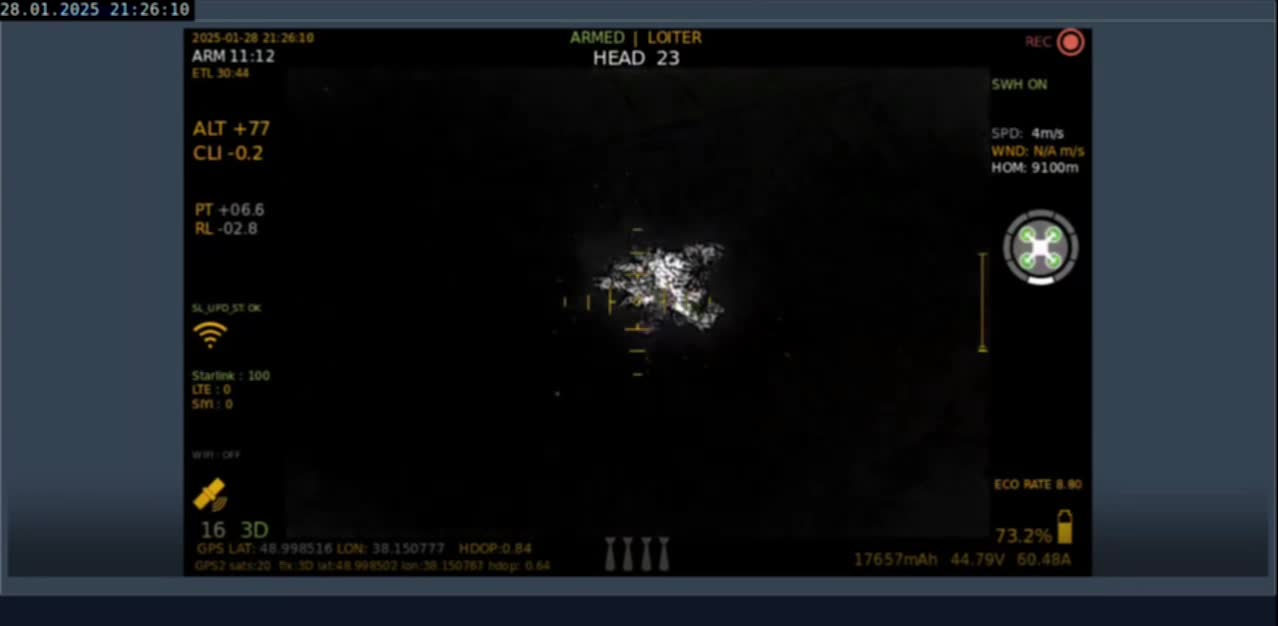 28.01.2025 21:26:10
2025-01-28 21:26:10
ARM 11:12
ETL 30:44
ARMED | LOITER
HEAD 23
REC
SWH ON
ALT +77
CLI -0.2
SPD: 4m/s
WND: N/A m/s
HOM: 9100m
PT +06.6
RL -02.8
SL_UPD_ST: OK
Starlink : 100
LTE : 0
SIYI : 0
WIFI : OFF
ECO RATE 8.80
16 3D
73.2%
GPS LAT: 48.998516 LON: 38.150777 HDOP:0.84
17657mAh 44.79V 60.48A
GPS2 sats:20 fix:3D lat:48.998502 lon:38.150767 hdop: 0.64